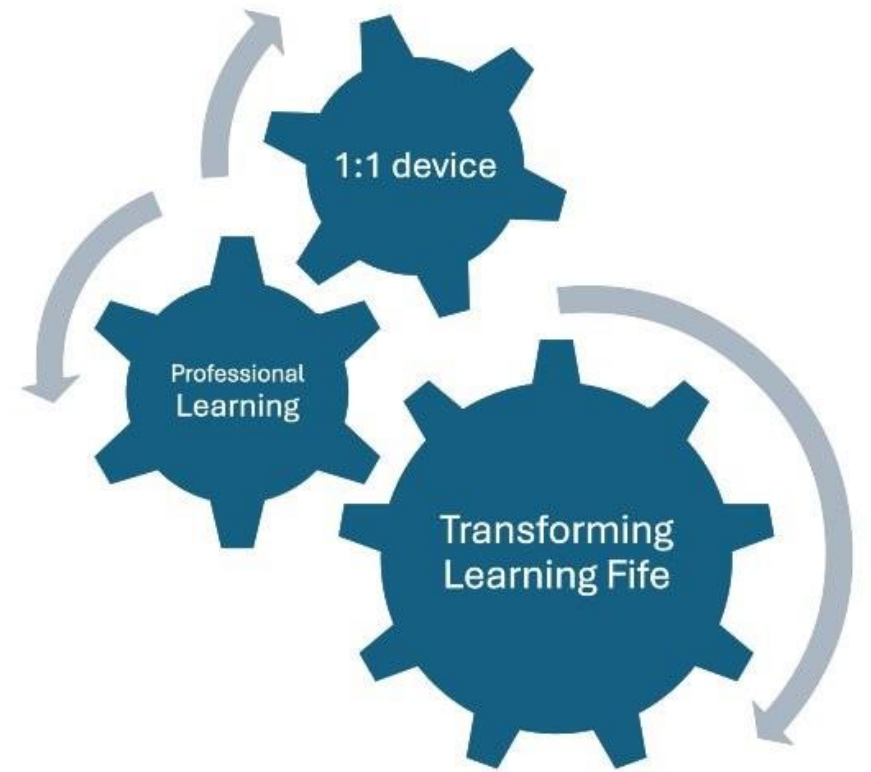 1:1 device
Professional
Learning
Transforming
Learning Fife